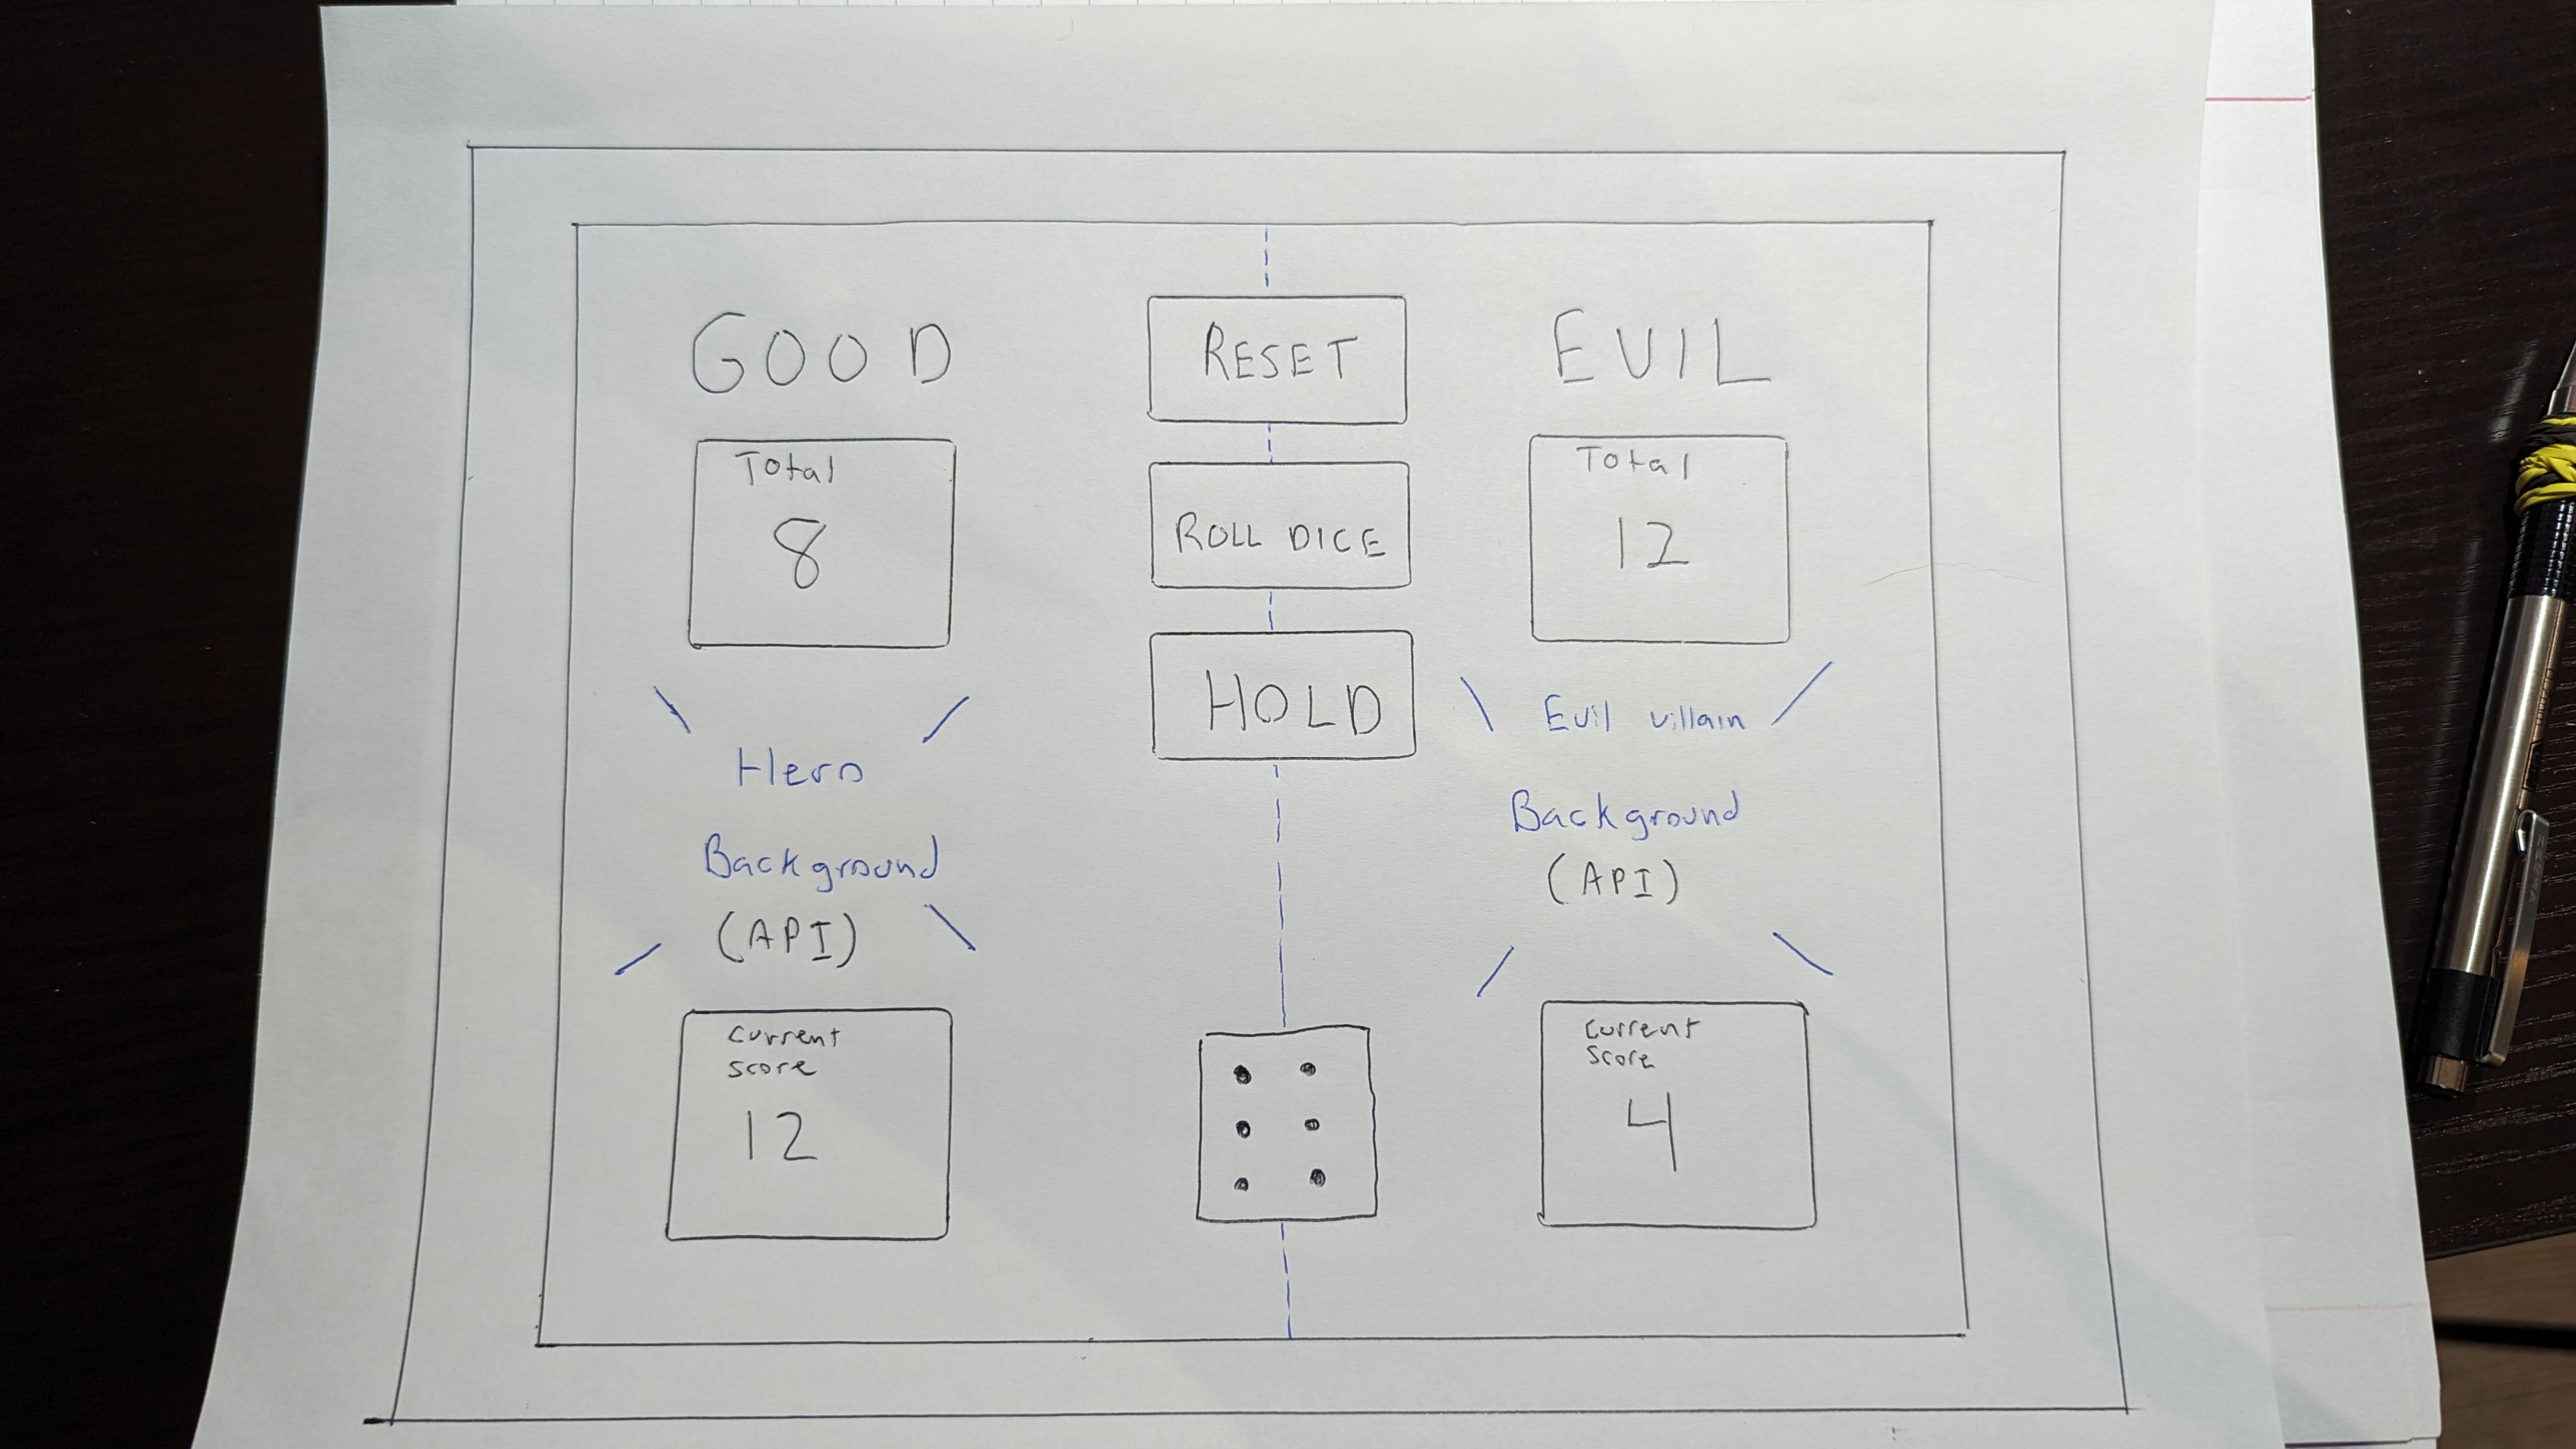 GOOD
Total
8
Hero
Background
(API)
Current
Score
12
RESET
ROLL DICE
HOLD
EVIL
Total
12
Evil villain
Background
(API)
Current
Score
4